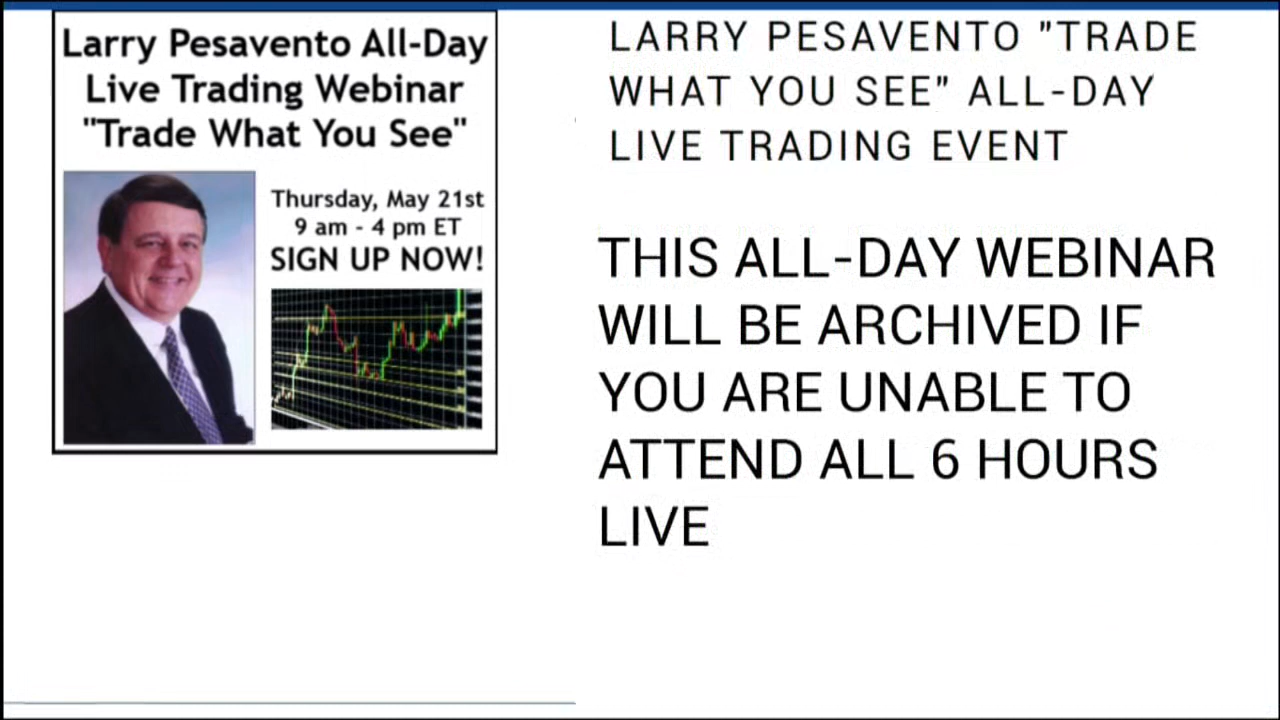 Larry Pesavento All-Day
Live Trading Webinar
"Trade What You See"
Thursday, May 21st
9 am - 4 pm ET
SIGN UP NOW!
LARRY PESAVENTO "TRADE
WHAT YOU SEE" ALL-DAY
LIVE TRADING EVENT
THIS ALL-DAY WEBINAR
WILL BE ARCHIVED IF
YOU ARE UNABLE TO
ATTEND ALL 6 HOURS
LIVE